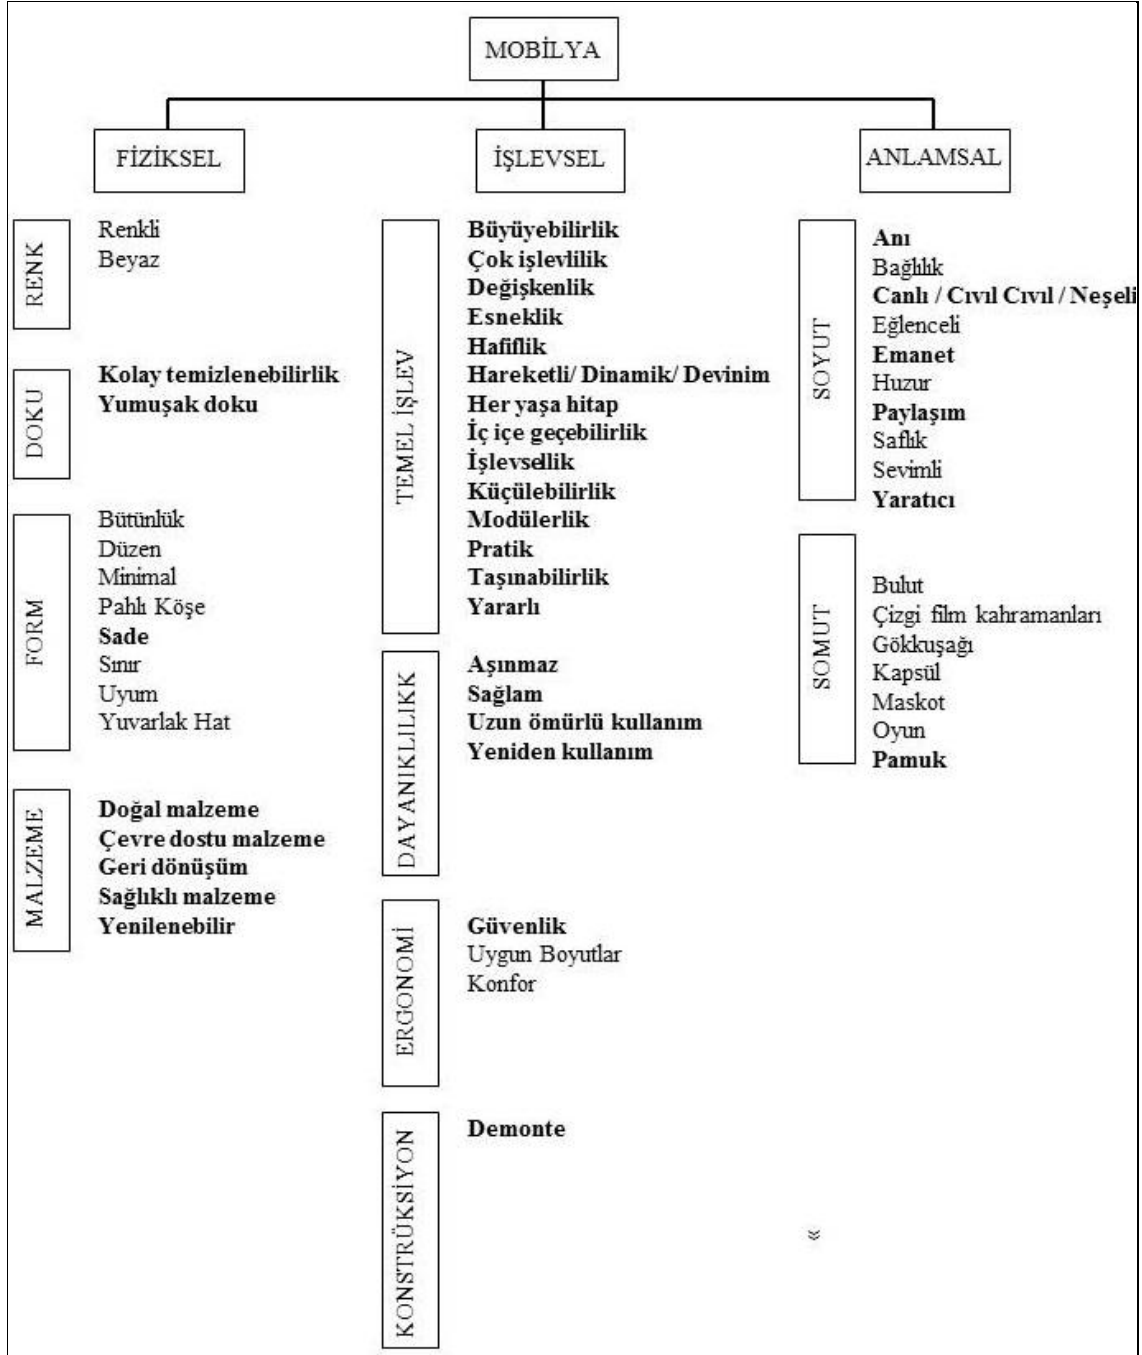 MOBİLYA
FİZİKSEL
İŞLEVSEL
ANLAMSAL
RENK
Renkli
Beyaz
DOKU
Kolay temizlenebilirlik
Yumuşak doku
FORM
Bütünlük
Düzen
Minimal
Pahlı Köşe
Sade
Sınır
Uyum
Yuvarlak Hat
MALZEME
Doğal malzeme
Çevre dostu malzeme
Geri dönüşüm
Sağlıklı malzeme
Yenilenebilir
TEMEL İŞLEV
Büyüyebilirlik
Çok işlevlilik
Değişkenlik
Esneklik
Hafiflik
Hareketli/ Dinamik/ Devinim
Her yaşa hitap
İç içe geçebilirlik
İşlevsellik
Küçülebilirlik
Modülerlik
Pratik
Taşınabilirlik
Yararlı
DAYANIKLILIKK
Aşınmaz
Sağlam
Uzun ömürlü kullanım
Yeniden kullanım
ERGONOMİ
Güvenlik
Uygun Boyutlar
Konfor
KONSTRÜKSİYON
Demonte
SOYUT
Anı
Bağlılık
Canlı / Cıvıl Cıvıl / Neşeli
Eğlenceli
Emanet
Huzur
Paylaşım
Saflık
Sevimli
Yaratıcı
SOMUT
Bulut
Çizgi film kahramanları
Gökkuşağı
Kapsül
Maskot
Oyun
Pamuk